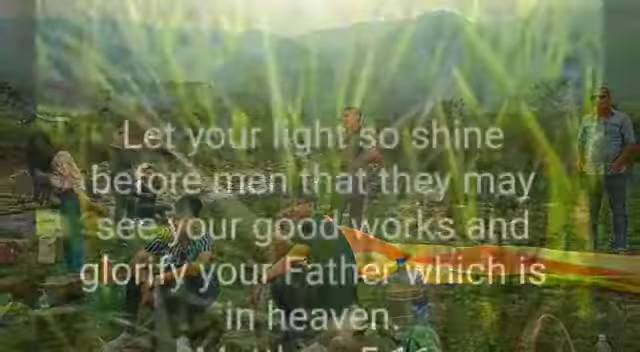 Let your light so shine
before men that they may
see your good works and
glorify your Father which is
in heaven.